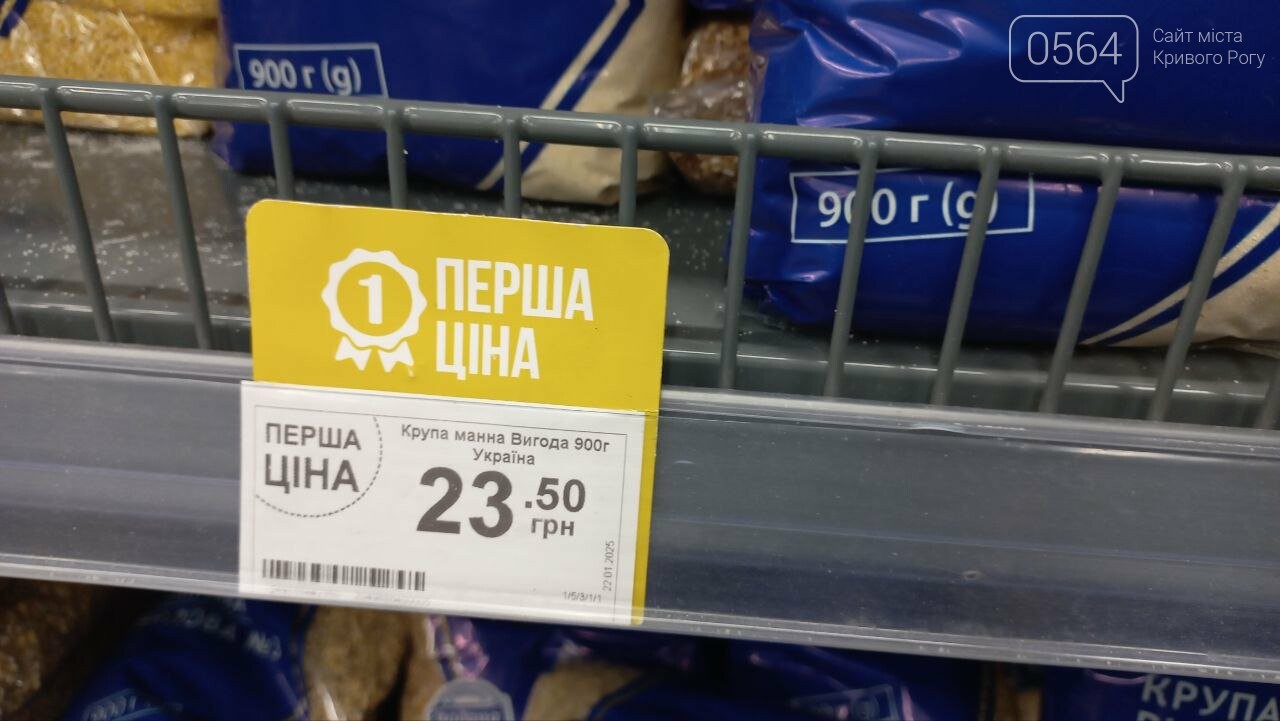 900 г (g)
0564
Сайт міста
Кривого Рогу
900 г (g)
1
ПЕРША
ЦІНА
ПЕРША
ЦІНА
Крупа манна Вигода 900г
Україна
23.50
грн
22.01.2025
1/5/3/1/1
КРУПА